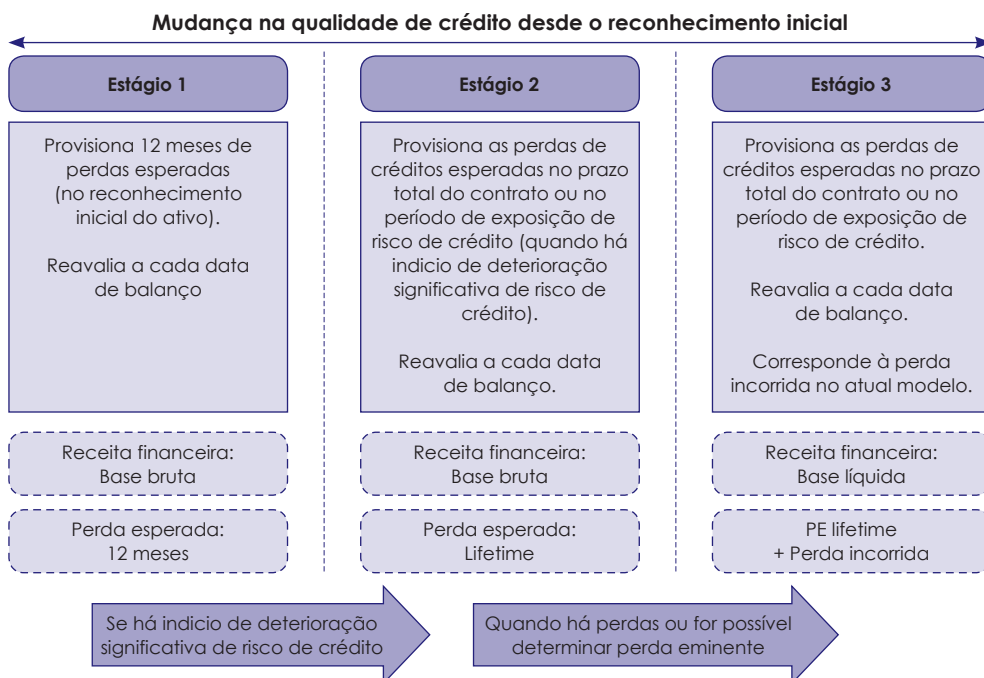 Mudança na qualidade de crédito desde o reconhecimento inicial
Estágio 1
Provisiona 12 meses de
perdas esperadas
(no reconhecimento
inicial do ativo).
Reavalia a cada data
de balanço
Receita financeira:
Base bruta
Perda esperada:
12 meses
Estágio 2
Provisiona as perdas de
créditos esperadas no prazo
total do contrato ou no
período de exposição de
risco de crédito (quando há
indicio de deterioração
significativa de risco de
crédito).
Reavalia a cada data
de balanço.
Receita financeira:
Base bruta
Perda esperada:
Lifetime
Estágio 3
Provisiona as perdas de
créditos esperadas no prazo
total do contrato ou no
período de exposição de
risco de crédito.
Reavalia a cada data
de balanço.
Corresponde à perda
incorrida no atual modelo.
Receita financeira:
Base líquida
PE lifetime
+ Perda incorrida
Se há indicio de deterioração
significativa de risco de crédito
Quando há perdas ou for possível
determinar perda eminente